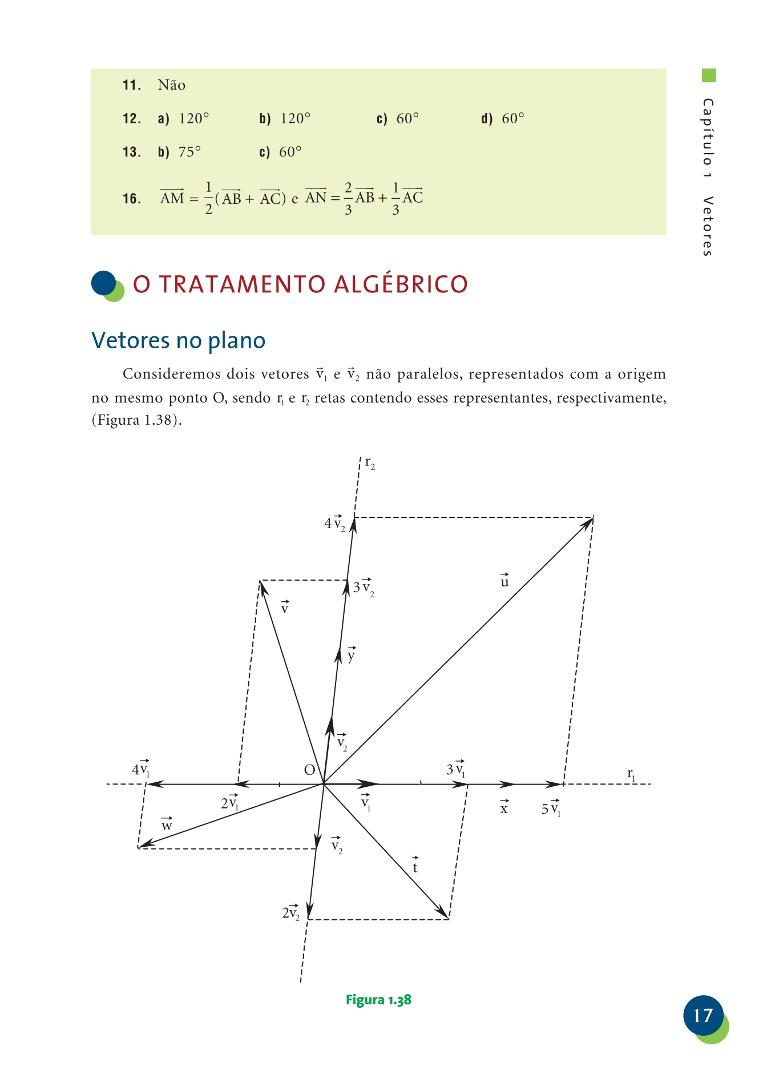 11. Não
12. a) 120° b) 120° c) 60° d) 60°
13. b) 75° c) 60°
16. $\overrightarrow{AM} = \frac{1}{2}(\overrightarrow{AB} + \overrightarrow{AC})$ e $\overrightarrow{AN} = \frac{2}{3}\overrightarrow{AB} + \frac{1}{3}\overrightarrow{AC}$
Capítulo 1 Vetores
O TRATAMENTO ALGÉBRICO
Vetores no plano
Consideremos dois vetores $\vec{v}_1$ e $\vec{v}_2$ não paralelos, representados com a origem
no mesmo ponto O, sendo r₁ e r₂ retas contendo esses representantes, respectivamente,
(Figura 1.38).
r₂
$4\vec{v}_2$
$3\vec{v}_2$
$\vec{u}$
$\vec{v}$
$\vec{y}$
$\vec{v}_2$
O
$4\vec{v}_1$
$3\vec{v}_1$
r₁
$2\vec{v}_1$
$\vec{v}_1$
$\vec{x}$
$5\vec{v}_1$
$\vec{w}$
$\vec{v}_2$
$\vec{t}$
$2\vec{v}_2$
Figura 1.38
17